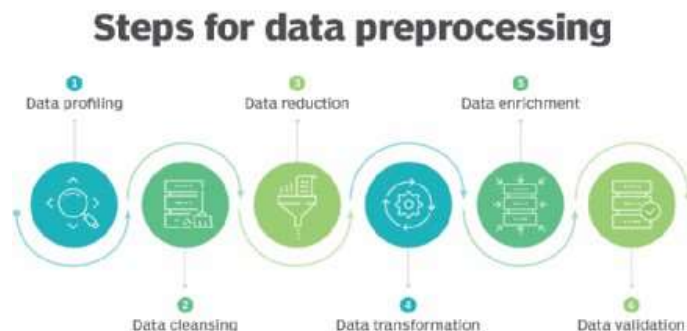 Steps for data preprocessing
1
Data profiling
2
Data cleansing
3
Data reduction
4
Data transformation
5
Data enrichment
6
Data validation